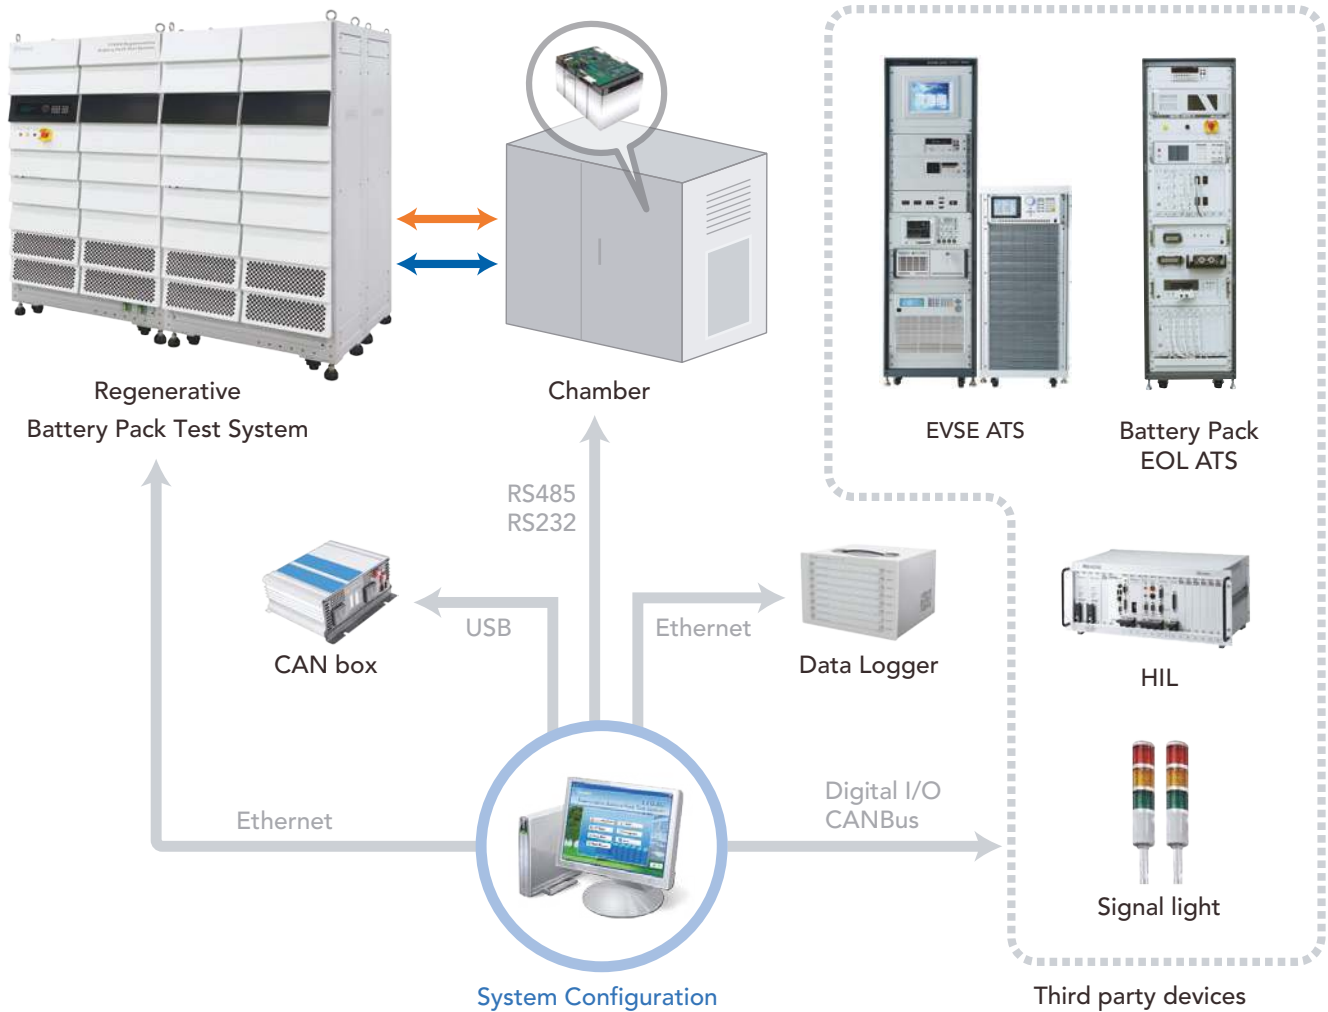 Regenerative
Battery Pack Test System
Chamber
EVSE ATS
Battery Pack
EOL ATS
RS485
RS232
USB
Ethernet
CAN box
Data Logger
HIL
Ethernet
Digital I/O
CANBus
Signal light
System Configuration
Third party devices